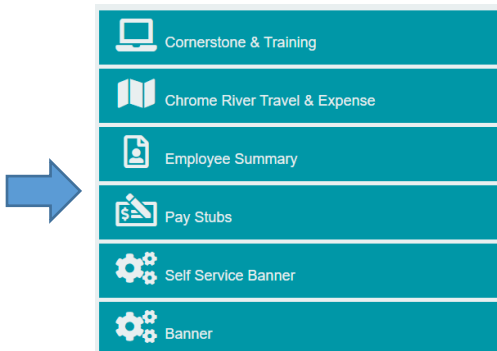 Cornerstone & Training
Chrome River Travel & Expense
Employee Summary
Pay Stubs
Self Service Banner
Banner